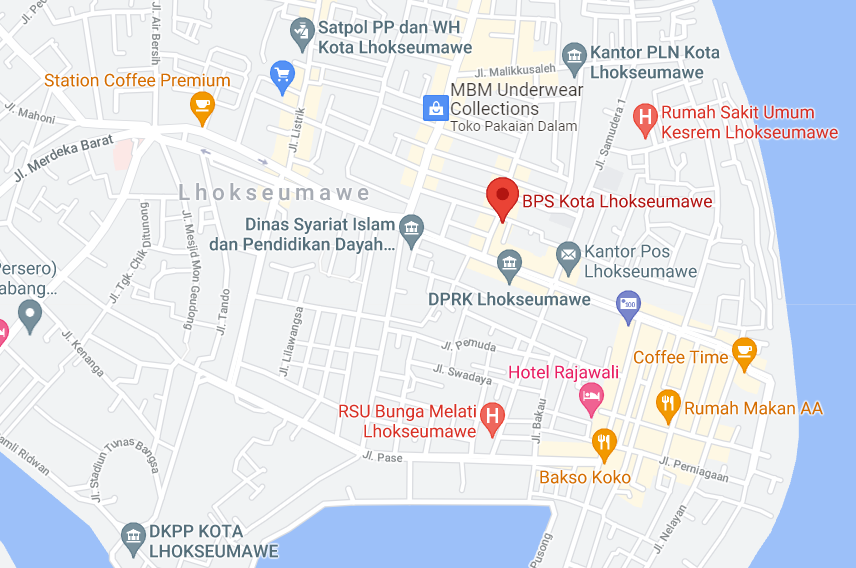 Jl. Air Bersih
Satpol PP dan WH
Kota Lhokseumawe
Kantor PLN Kota
Lhokseumawe
Jl. Malikkusaleh
Station Coffee Premium
MBM Underwear
Collections
Toko Pakaian Dalam
Jl. Mahoni
Jl. Listrik
Jl. Samudera 1
Rumah Sakit Umum
Kesrem Lhokseumawe
Jl. Merdeka Barat
Lhokseumawe
BPS Kota Lhokseumawe
Dinas Syariat Islam
dan Pendidikan Dayah...
Jl. Tgk. Chik Ditunong
Jl. Mesjid Mon Geudong
Kantor Pos
Lhokseumawe
Persero)
abang...
DPRK Lhokseumawe
Jl. Tando
Jl. Lilawangsa
Jl. Kenanga
Jl. Pemuda
Coffee Time
Jl. Swadaya
Hotel Rajawali
RSU Bunga Melati
Lhokseumawe
Jl. Bakau
Rumah Makan AA
Jl. Pase
Bakso Koko
Jl. Perniagaan
amli Ridwan
Jl. Stadiun Tunas Bangsa
Jl. Nelayan
Pusong
DKPP KOTA
LHOKSEUMAWE